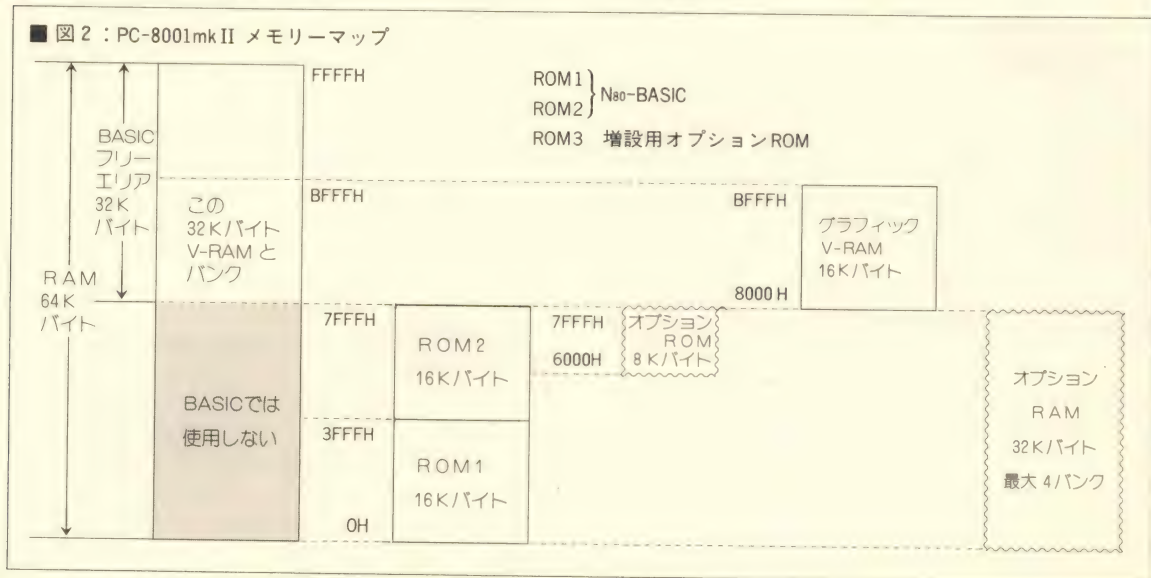 ■ 図2:PC-8001mkII メモリーマップ
FFFFH
ROM1
ROM2
N80-BASIC
ROM3 増設用オプションROM
RAM
64K
バイト
BASIC
フリー
エリア
32K
バイト
BFFFH
この
32Kバイト
V-RAMと
バンク
BASICでは
使用しない
7FFFH
3FFFH
0H
ROM2
16Kバイト
ROM1
16Kバイト
7FFFH
6000H
オプション
ROM
8Kバイト
BFFFH
8000H
グラフィック
V-RAM
16Kバイト
オプション
RAM
32Kバイト
最大4バンク